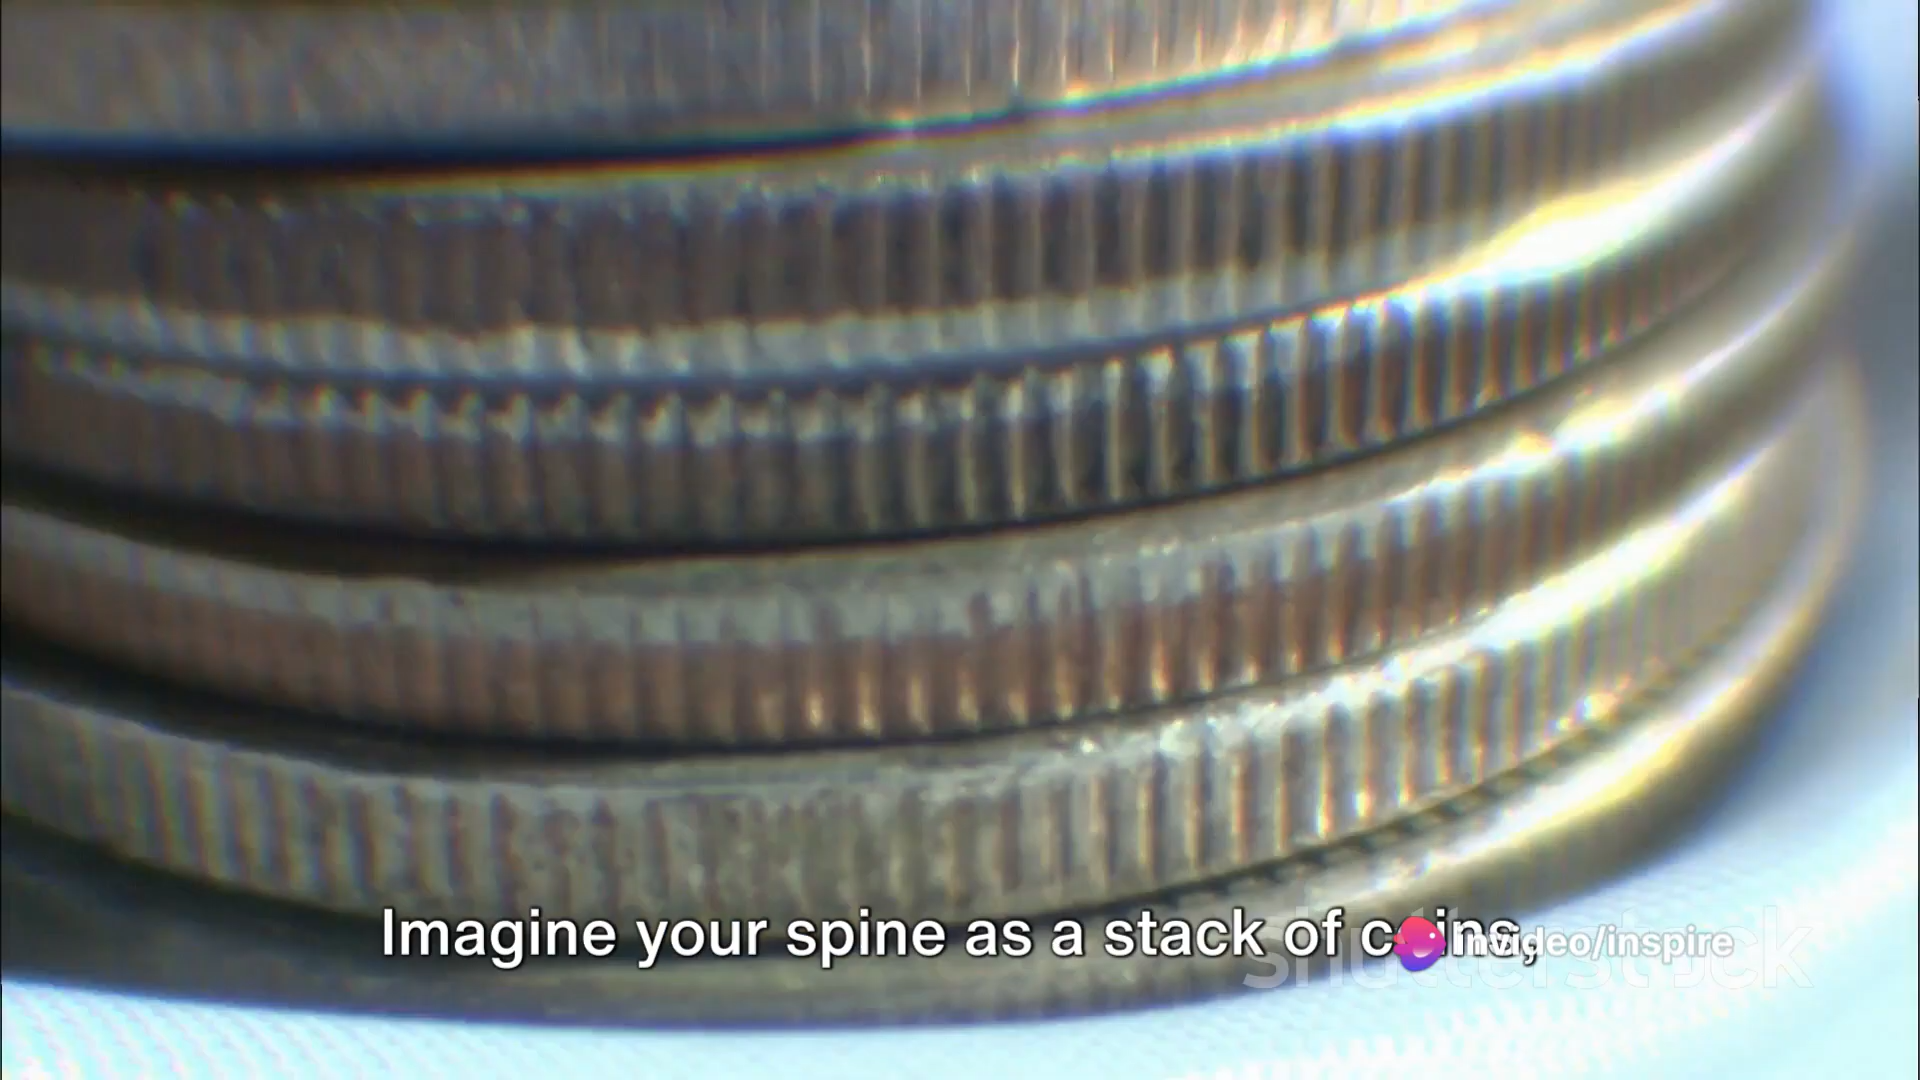 Imagine your spine as a stack of coins,
invideo/inspire
shutterstock